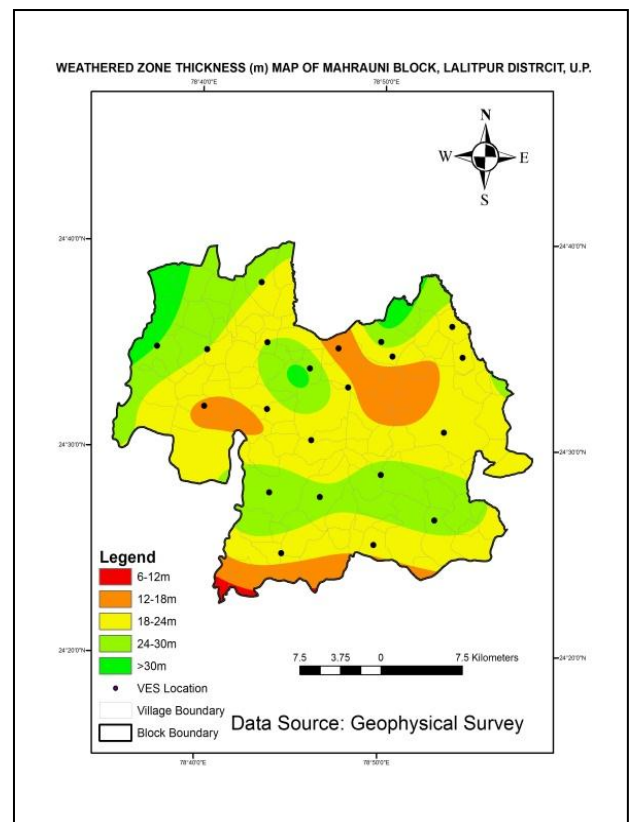 WEATHERED ZONE THICKNESS (m) MAP OF MAHRAUNI BLOCK, LALITPUR DISTRCIT, U.P.
78°40'0"E 78°50'0"E
N
W E
S
24°40'0"N 24°40'0"N
24°30'0"N 24°30'0"N
Legend
6-12m
12-18m
18-24m
24-30m
>30m
VES Location
Village Boundary
Block Boundary
24°20'0"N 24°20'0"N
7.5 3.75 0 7.5 Kilometers
Data Source: Geophysical Survey
78°40'0"E 78°50'0"E